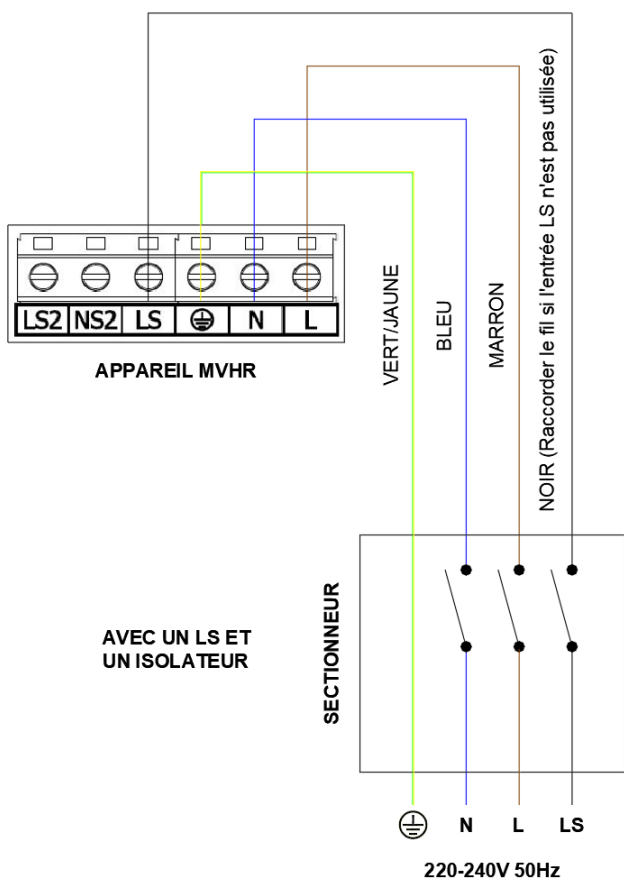 LS2 NS2 LS N L
APPAREIL MVHR
VERT/JAUNE
BLEU
MARRON
NOIR (Raccorder le fil si l'entrée LS n'est pas utilisée)
AVEC UN LS ET
UN ISOLATEUR
SECTIONNEUR
N L LS
220-240V 50Hz